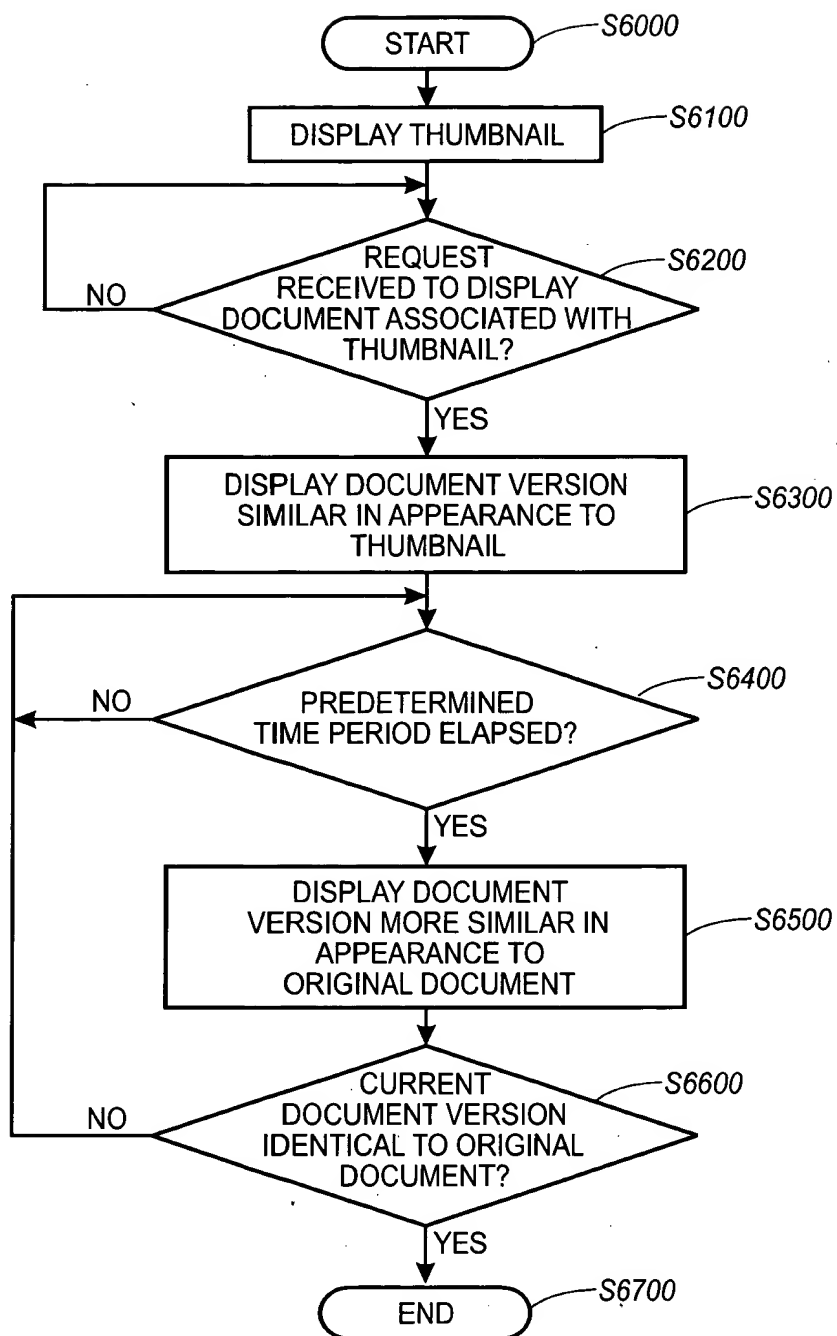 START
S6000
DISPLAY THUMBNAIL
S6100
REQUEST
RECEIVED TO DISPLAY
DOCUMENT ASSOCIATED WITH
THUMBNAIL?
S6200
NO
YES
DISPLAY DOCUMENT VERSION
SIMILAR IN APPEARANCE TO
THUMBNAIL
S6300
PREDETERMINED
TIME PERIOD ELAPSED?
S6400
NO
YES
DISPLAY DOCUMENT
VERSION MORE SIMILAR IN
APPEARANCE TO
ORIGINAL DOCUMENT
S6500
CURRENT
DOCUMENT VERSION
IDENTICAL TO ORIGINAL
DOCUMENT?
S6600
NO
YES
END
S6700